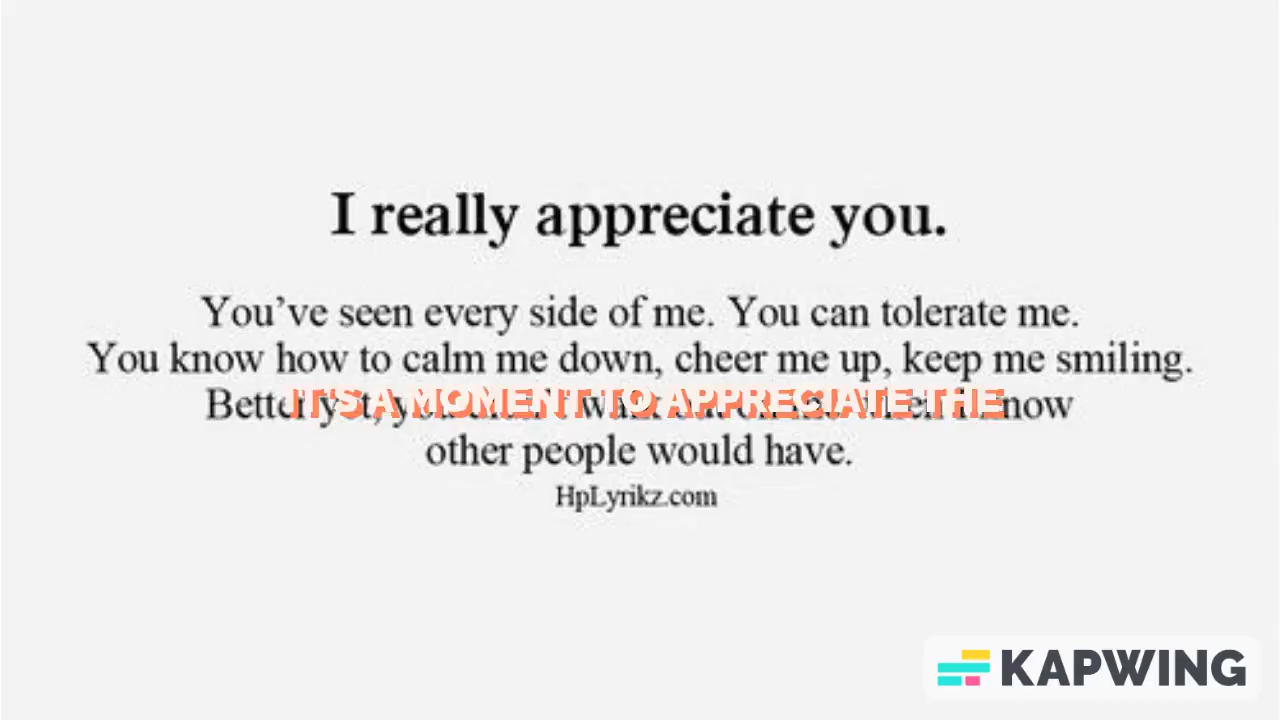 I really appreciate you.
You've seen every side of me. You can tolerate me.
You know how to calm me down, cheer me up, keep me smiling.
IT'S A MOMENT TO APPRECIATE THE
other people would have.
HpLyrikz.com
KAPWING